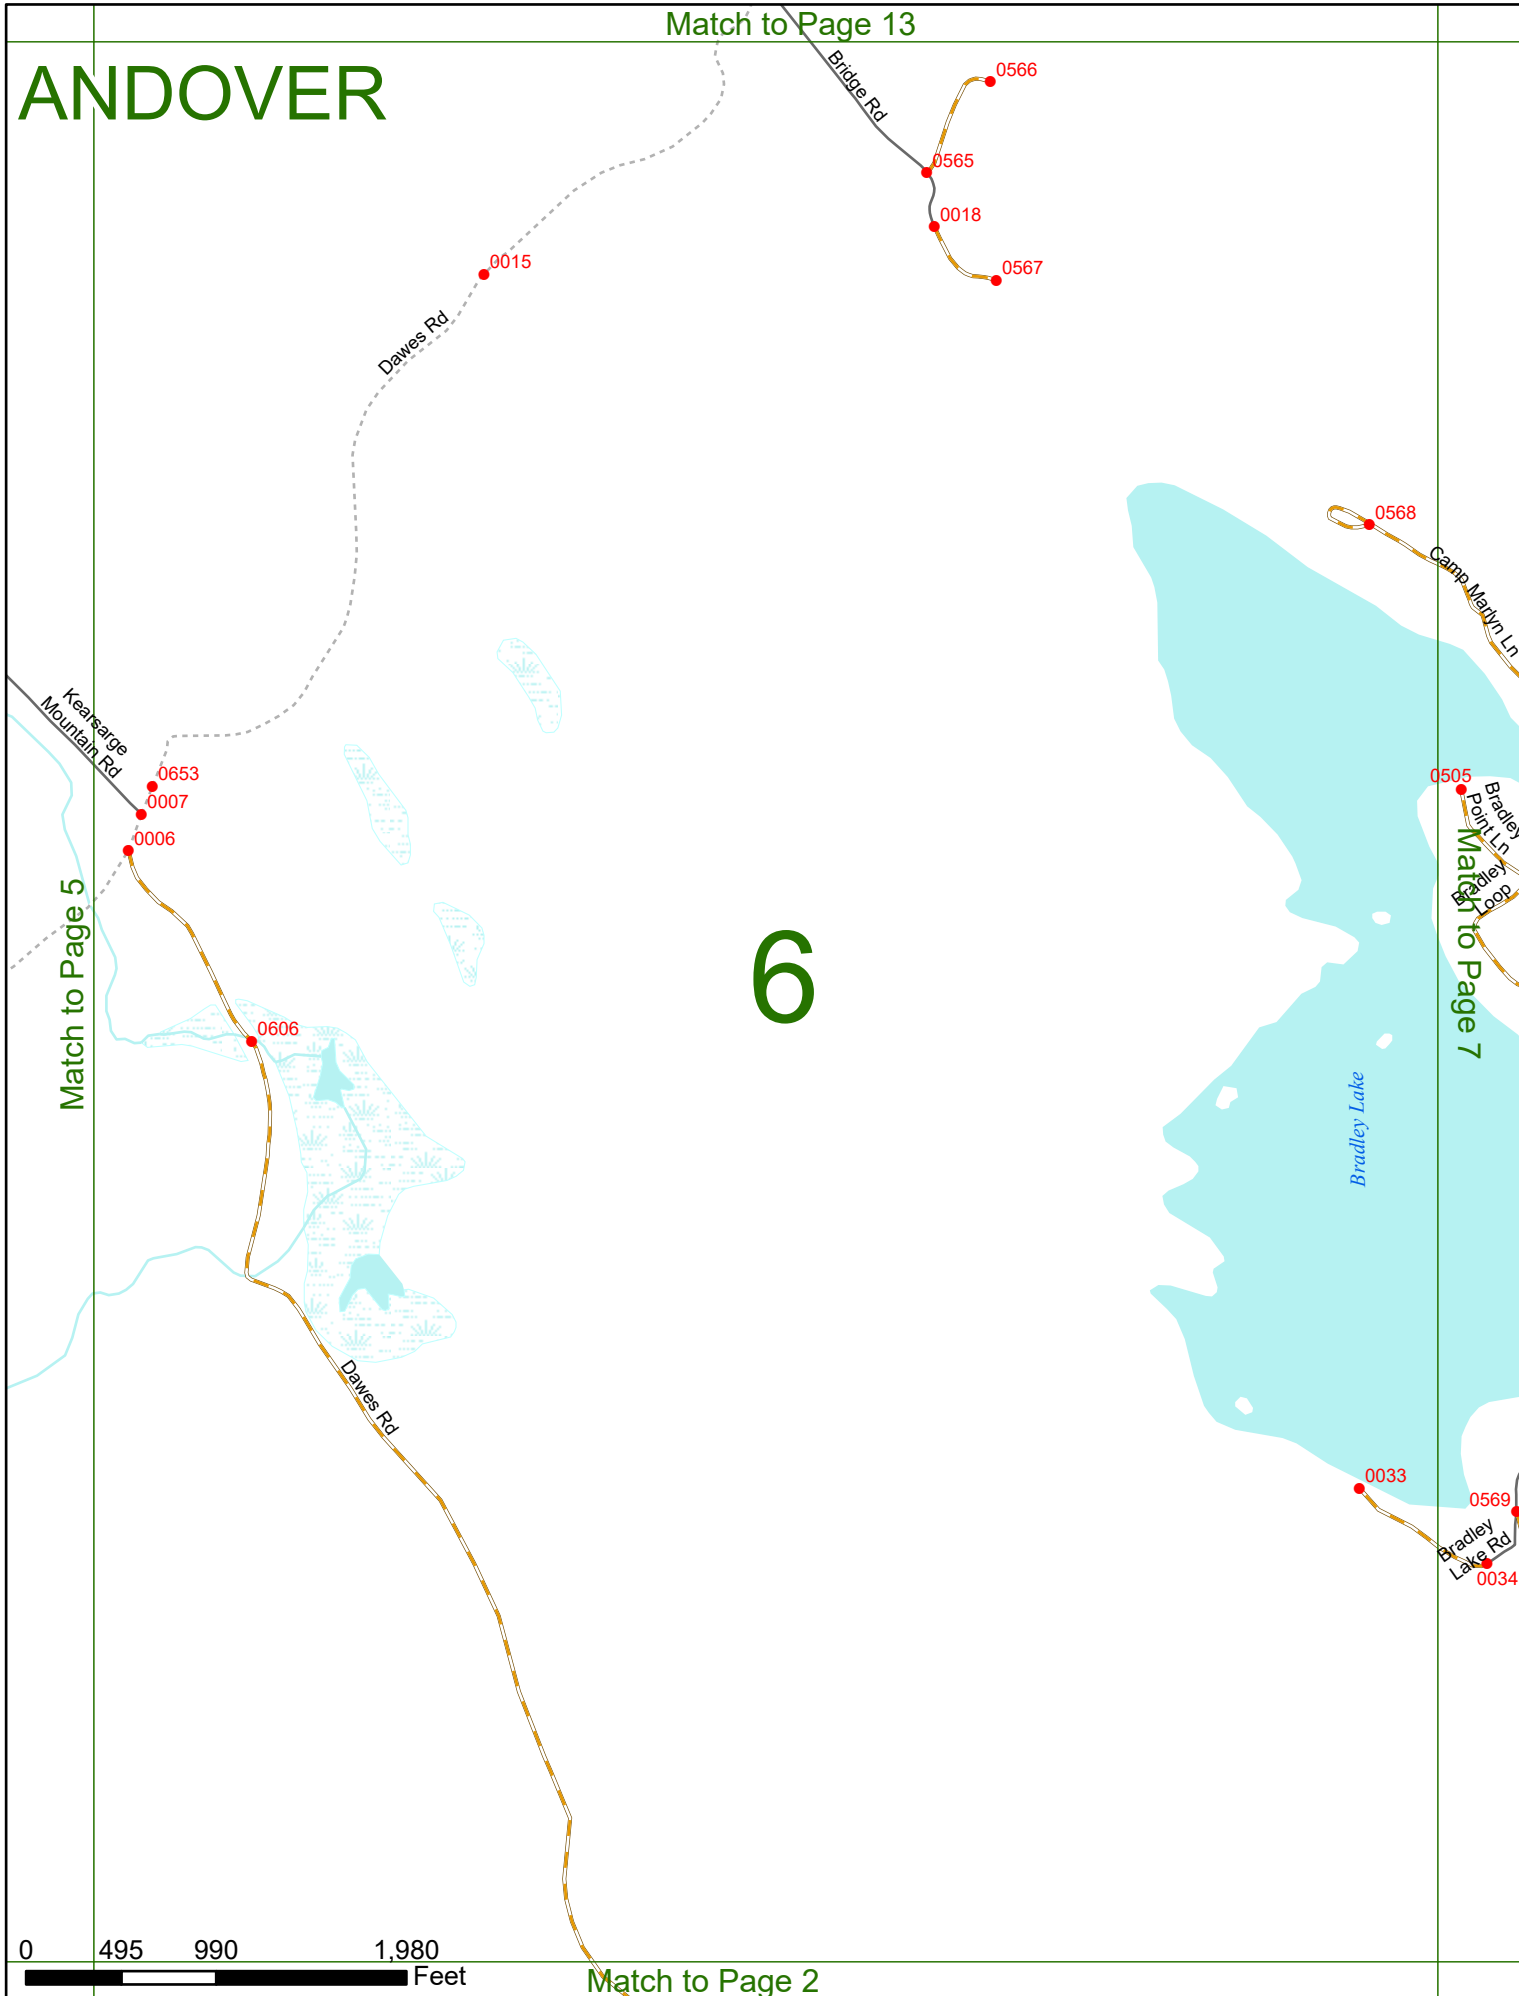 Match to Page 13
ANDOVER
Bridge Rd
0566
0565
0018
0567
0015
Dawes Rd
0568
Camp Marlyn Ln
Kearsarge
Mountain Rd
0653
0007
0006
0505
Bradley
Point Ln
Bradley
Loop
Match to Page 5
6
Match to Page 7
0606
Bradley Lake
Dawes Rd
0033
0569
Bradley
Lake Rd
0034
0 495 990 1,980
Feet
Match to Page 2